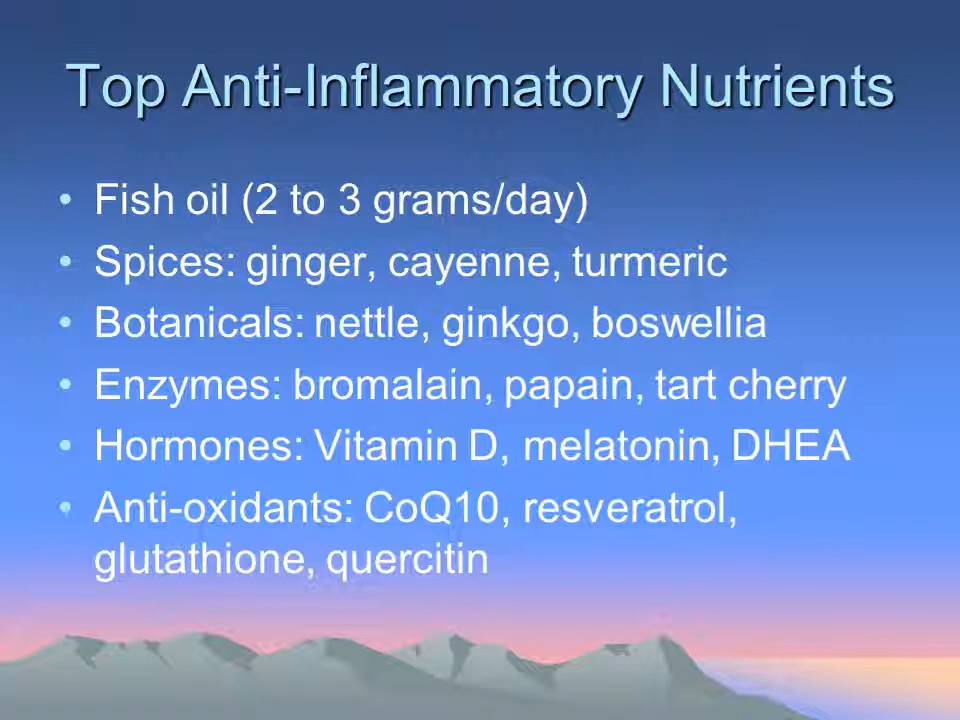 Top Anti-Inflammatory Nutrients
• Fish oil (2 to 3 grams/day)
• Spices: ginger, cayenne, turmeric
• Botanicals: nettle, ginkgo, boswellia
• Enzymes: bromalain, papain, tart cherry
• Hormones: Vitamin D, melatonin, DHEA
• Anti-oxidants: CoQ10, resveratrol,
glutathione, quercitin